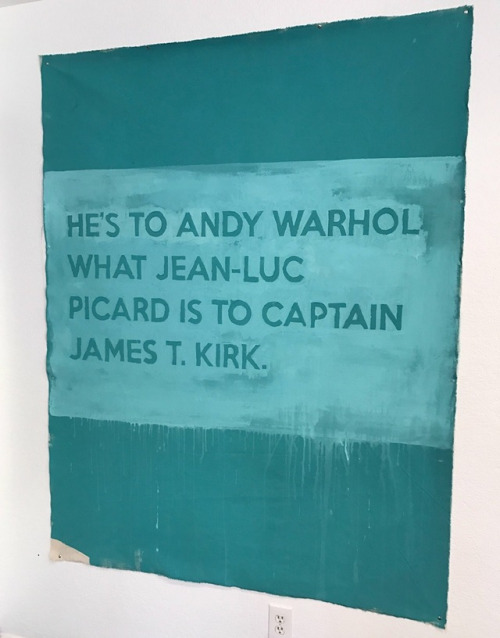 HE'S TO ANDY WARHOL
WHAT JEAN-LUC
PICARD IS TO CAPTAIN
JAMES T. KIRK.